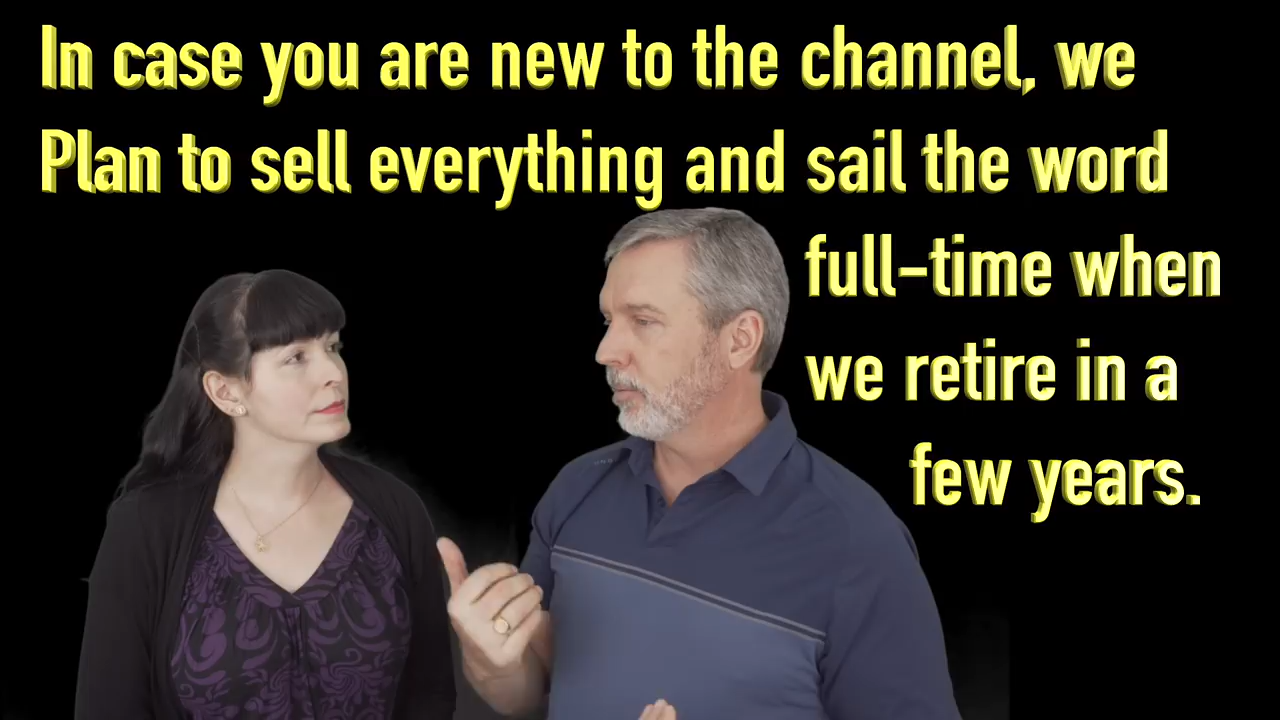 In case you are new to the channel, we
Plan to sell everything and sail the word
full-time when
we retire in a
few years.